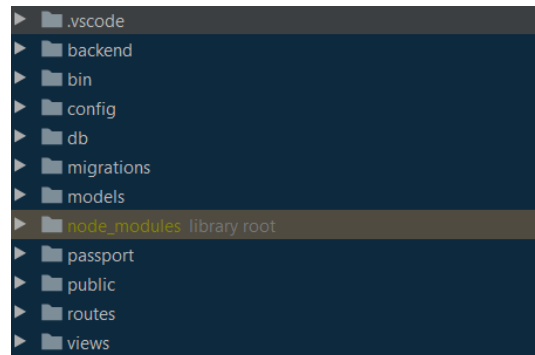 .vscode
backend
bin
config
db
migrations
models
node_modules library root
passport
public
routes
views